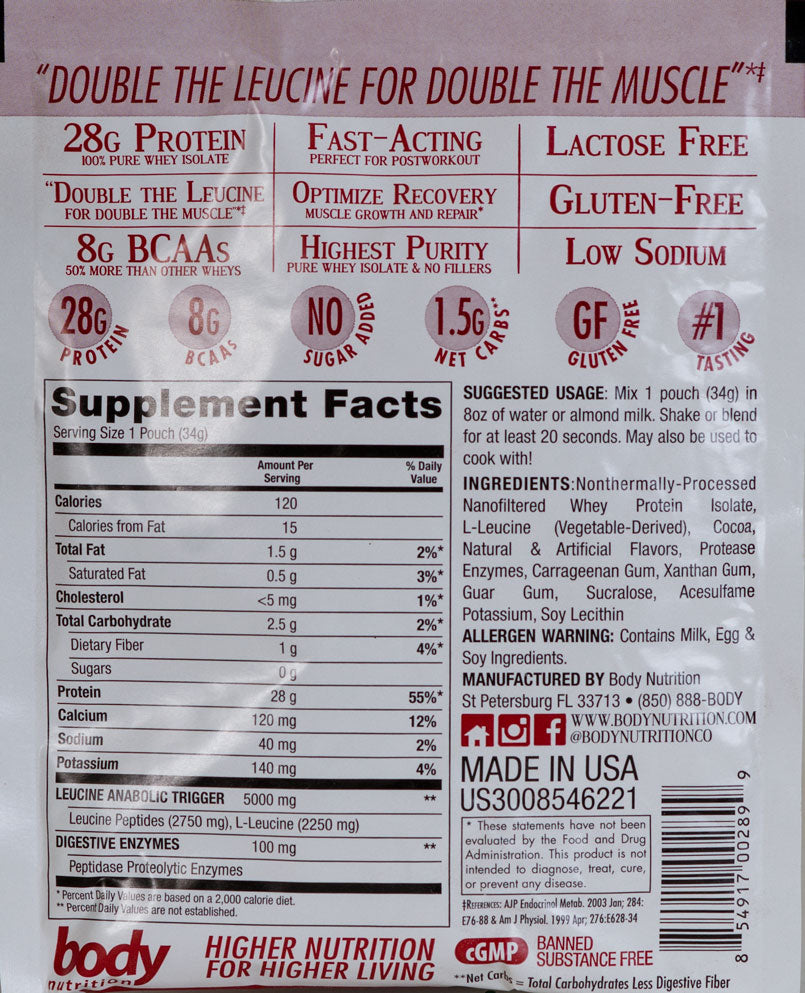 "DOUBLE THE LEUCINE FOR DOUBLE THE MUSCLE"*‡
28G PROTEIN
100% PURE WHEY ISOLATE
FAST-ACTING
PERFECT FOR POSTWORKOUT
LACTOSE FREE
"DOUBLE THE LEUCINE
FOR DOUBLE THE MUSCLE"*‡
OPTIMIZE RECOVERY
MUSCLE GROWTH AND REPAIR*
GLUTEN-FREE
8G BCAAS
50% MORE THAN OTHER WHEYS
HIGHEST PURITY
PURE WHEY ISOLATE & NO FILLERS
LOW SODIUM
28G PROTEIN
8G BCAAS
NO SUGAR ADDED
1.5G NET CARBS**
GF GLUTEN FREE
#1 TASTING
Supplement Facts
Serving Size 1 Pouch (34g)
Amount Per Serving % Daily Value
Calories 120
Calories from Fat 15
Total Fat 1.5 g 2%*
Saturated Fat 0.5 g 3%*
Cholesterol <5 mg 1%*
Total Carbohydrate 2.5 g 2%*
Dietary Fiber 1 g 4%*
Sugars 0 g
Protein 28 g 55%*
Calcium 120 mg 12%
Sodium 40 mg 2%
Potassium 140 mg 4%
LEUCINE ANABOLIC TRIGGER 5000 mg **
Leucine Peptides (2750 mg), L-Leucine (2250 mg)
DIGESTIVE ENZYMES 100 mg **
Peptidase Proteolytic Enzymes
* Percent Daily Values are based on a 2,000 calorie diet.
** Percent Daily Values are not established.
SUGGESTED USAGE: Mix 1 pouch (34g) in
8oz of water or almond milk. Shake or blend
for at least 20 seconds. May also be used to
cook with!
INGREDIENTS:Nonthermally-Processed
Nanofiltered Whey Protein Isolate,
L-Leucine (Vegetable-Derived), Cocoa,
Natural & Artificial Flavors, Protease
Enzymes, Carrageenan Gum, Xanthan Gum,
Guar Gum, Sucralose, Acesulfame
Potassium, Soy Lecithin
ALLERGEN WARNING: Contains Milk, Egg &
Soy Ingredients.
MANUFACTURED BY Body Nutrition
St Petersburg FL 33713 • (850) 888-BODY
WWW.BODYNUTRITION.COM
@BODYNUTRITIONCO
MADE IN USA
US3008546221
* These statements have not been
evaluated by the Food and Drug
Administration. This product is not
intended to diagnose, treat, cure,
or prevent any disease.
‡REFERENCES: AJP Endocrinol Metab. 2003 Jan; 284:
E76-88 & Am J Physiol. 1999 Apr; 276:E628-34
8 54917 00289 9
body
nutrition
HIGHER NUTRITION
FOR HIGHER LIVING
CGMP
BANNED
SUBSTANCE FREE
**Net Carbs = Total Carbohydrates Less Digestive Fiber